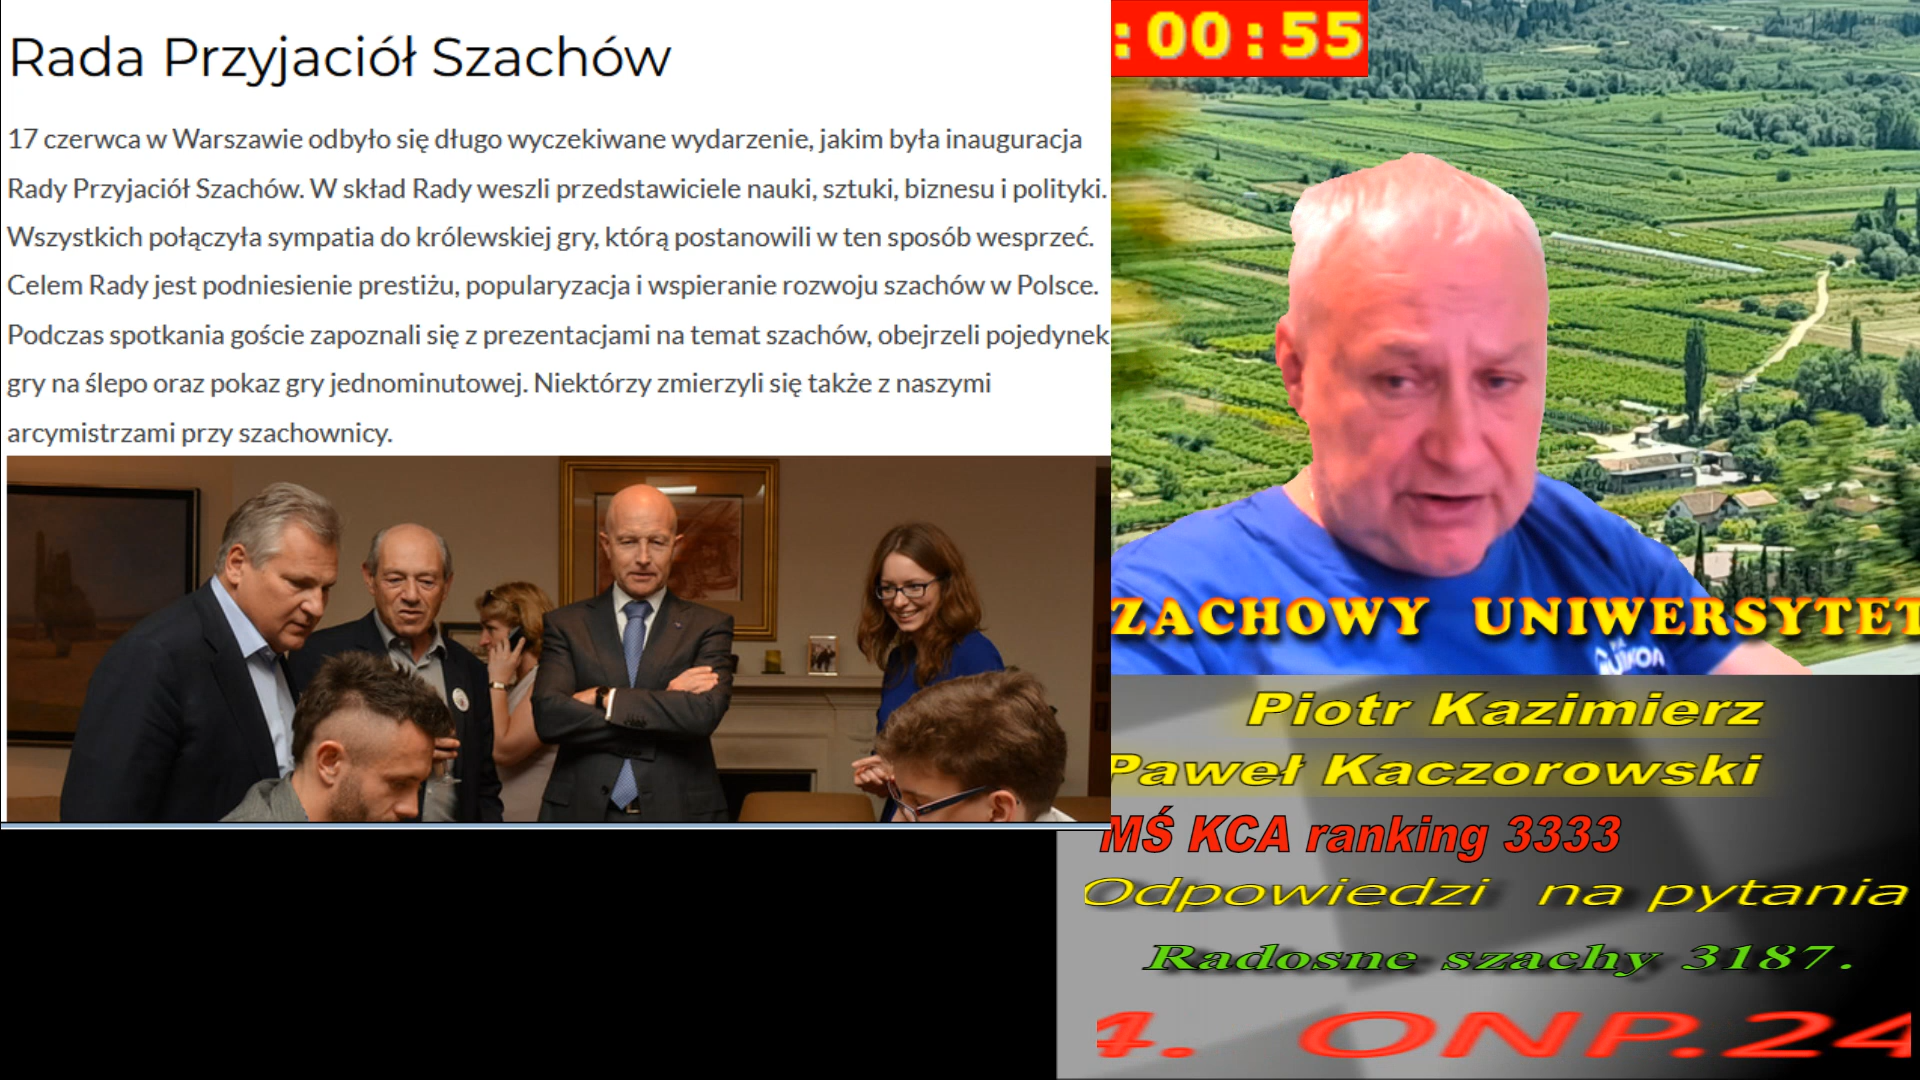 Rada Przyjaciół Szachów
17 czerwca w Warszawie odbyło się długo wyczekiwane wydarzenie, jakim była inauguracja
Rady Przyjaciół Szachów. W skład Rady weszli przedstawiciele nauki, sztuki, biznesu i polityki.
Wszystkich połączyła sympatia do królewskiej gry, którą postanowili w ten sposób wesprzeć.
Celem Rady jest podniesienie prestiżu, popularyzacja i wspieranie rozwoju szachów w Polsce.
Podczas spotkania goście zapoznali się z prezentacjami na temat szachów, obejrzeli pojedynek
gry na ślepo oraz pokaz gry jednominutowej. Niektórzy zmierzyli się także z naszymi
arcymistrzami przy szachownicy.
:00:55
ZACHOWY UNIWERSYTET
Piotr Kazimierz
Paweł Kaczorowski
MŚ KCA ranking 3333
Odpowiedzi na pytania
Radosne szachy 3187.
4. ONP.24